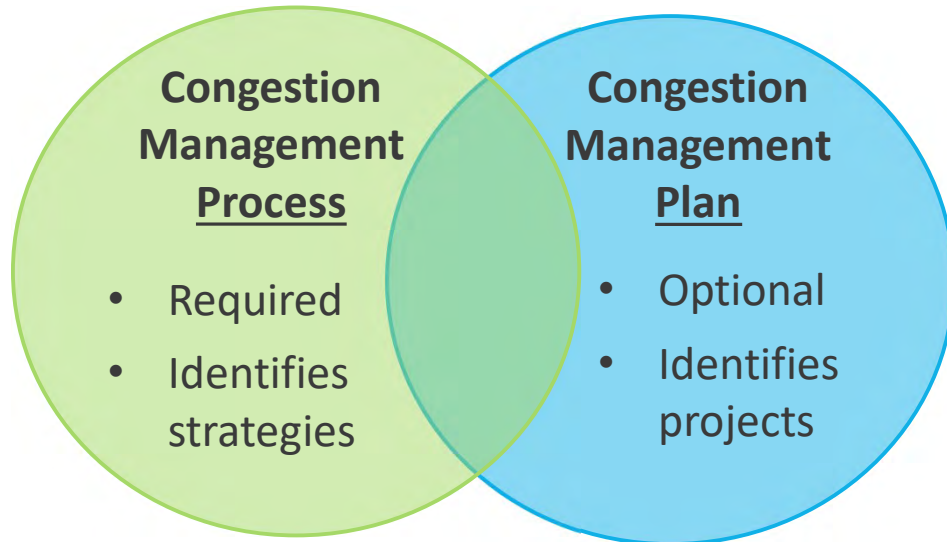 Congestion
Management
Process
• Required
• Identifies
strategies
Congestion
Management
Plan
• Optional
• Identifies
projects